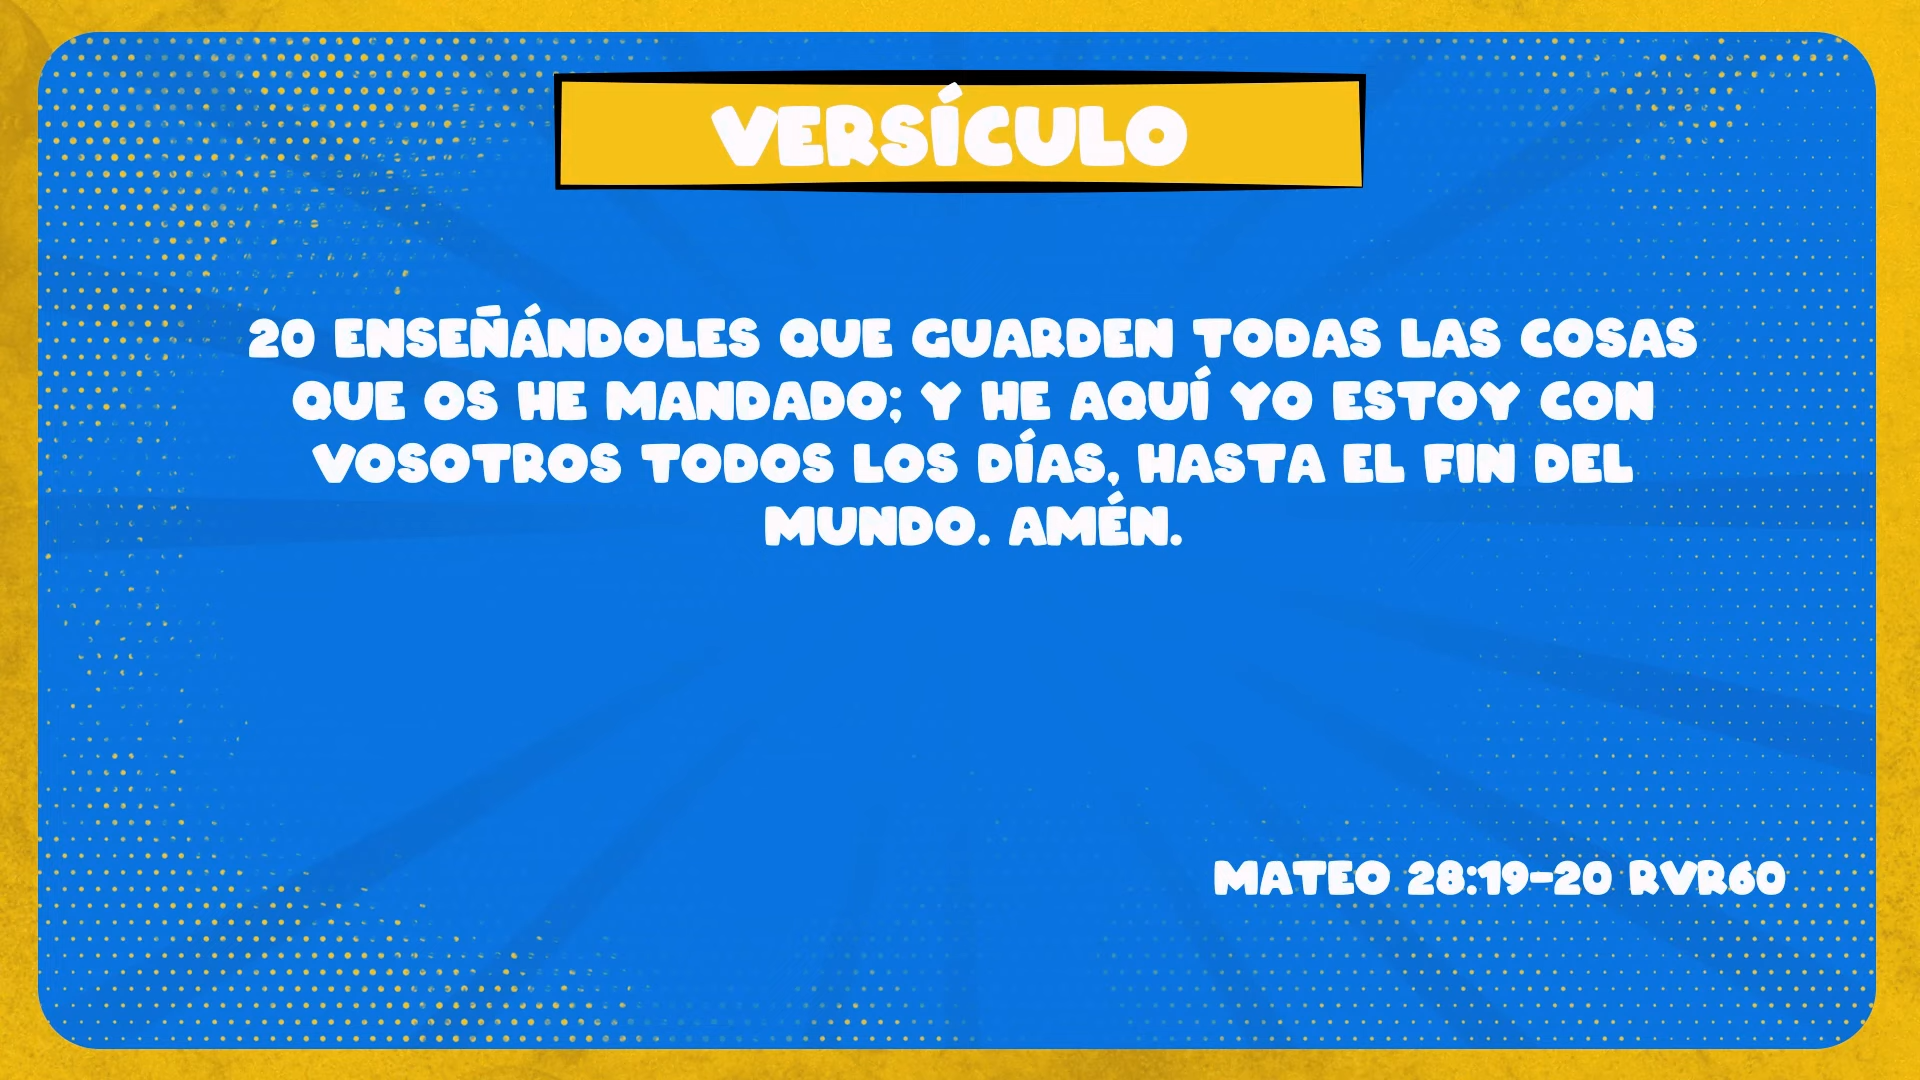 VERSÍCULO
20 ENSEÑÁNDOLES QUE GUARDEN TODAS LAS COSAS
QUE OS HE MANDADO; Y HE AQUÍ YO ESTOY CON
VOSOTROS TODOS LOS DÍAS, HASTA EL FIN DEL
MUNDO. AMÉN.
MATEO 28:19-20 RVR60